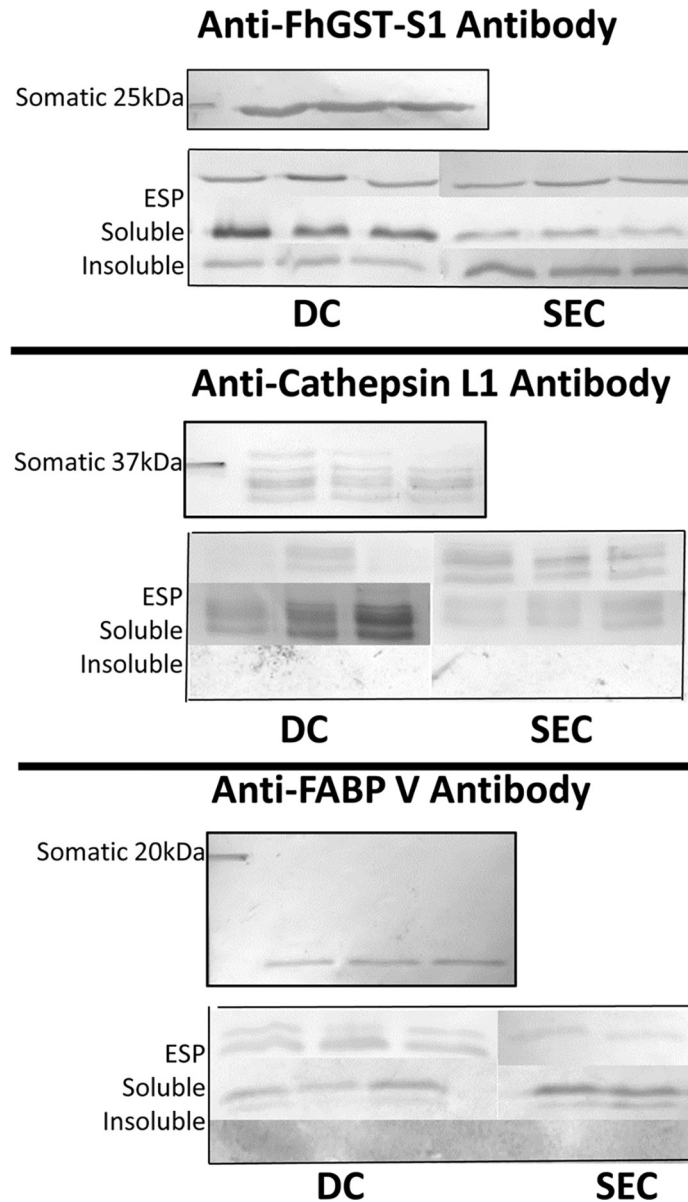 Anti-FhGST-S1 Antibody
Somatic 25kDa
ESP
Soluble
Insoluble
DC SEC
Anti-Cathepsin L1 Antibody
Somatic 37kDa
ESP
Soluble
Insoluble
DC SEC
Anti-FABP V Antibody
Somatic 20kDa
ESP
Soluble
Insoluble
DC SEC